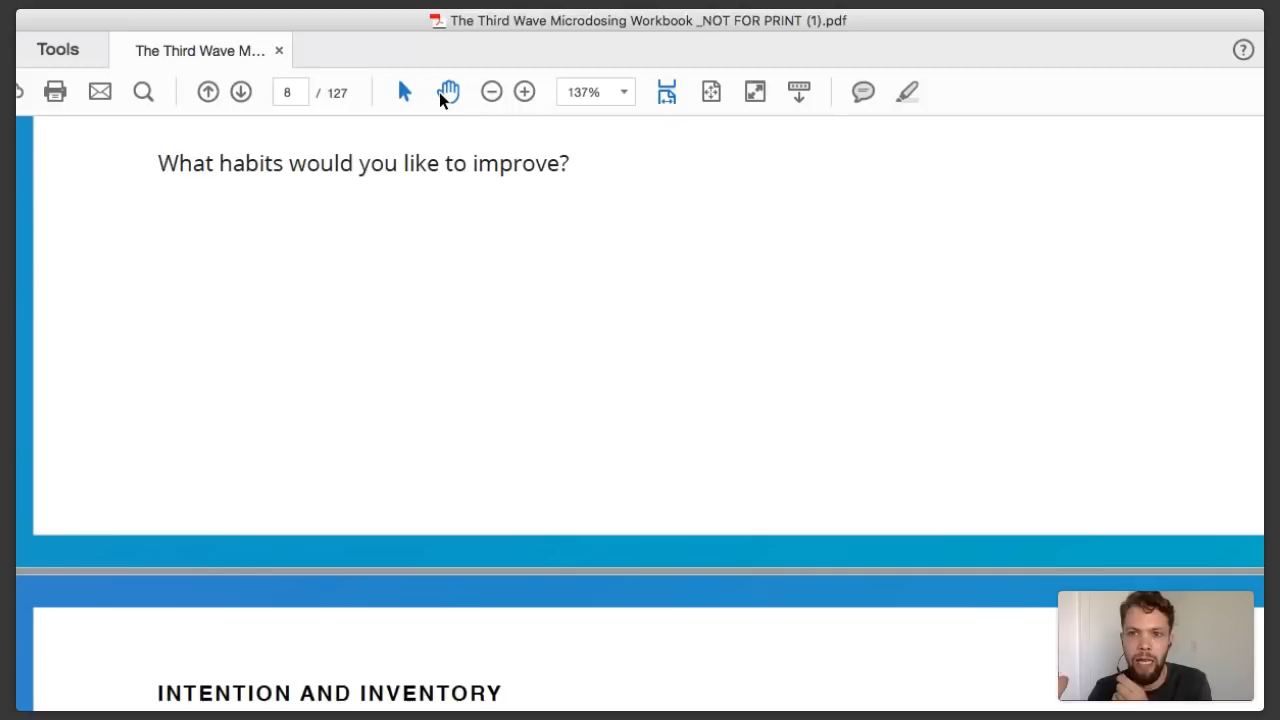 The Third Wave Microdosing Workbook _NOT FOR PRINT (1).pdf
Tools
The Third Wave M... ×
?
8 / 127
137%
What habits would you like to improve?
INTENTION AND INVENTORY